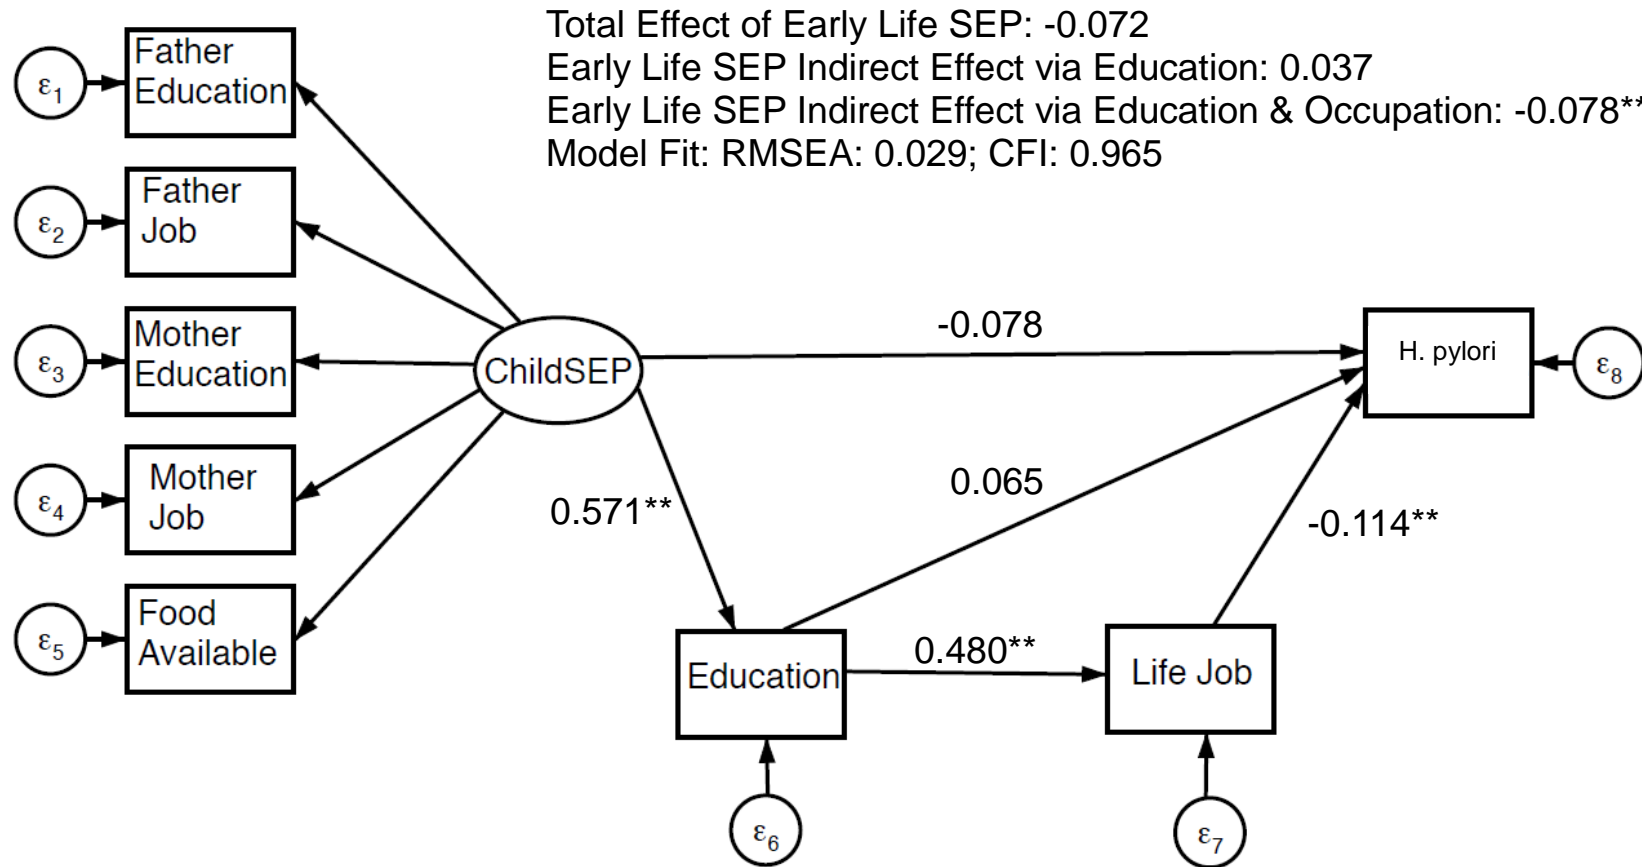 Total Effect of Early Life SEP: -0.072
Early Life SEP Indirect Effect via Education: 0.037
Early Life SEP Indirect Effect via Education & Occupation: -0.078**
Model Fit: RMSEA: 0.029; CFI: 0.965
ε1
Father
Education
ε2
Father
Job
ε3
Mother
Education
ε4
Mother
Job
ε5
Food
Available
ChildSEP
-0.078
H. pylori
ε8
0.571**
0.065
-0.114**
Education
0.480**
Life Job
ε6
ε7